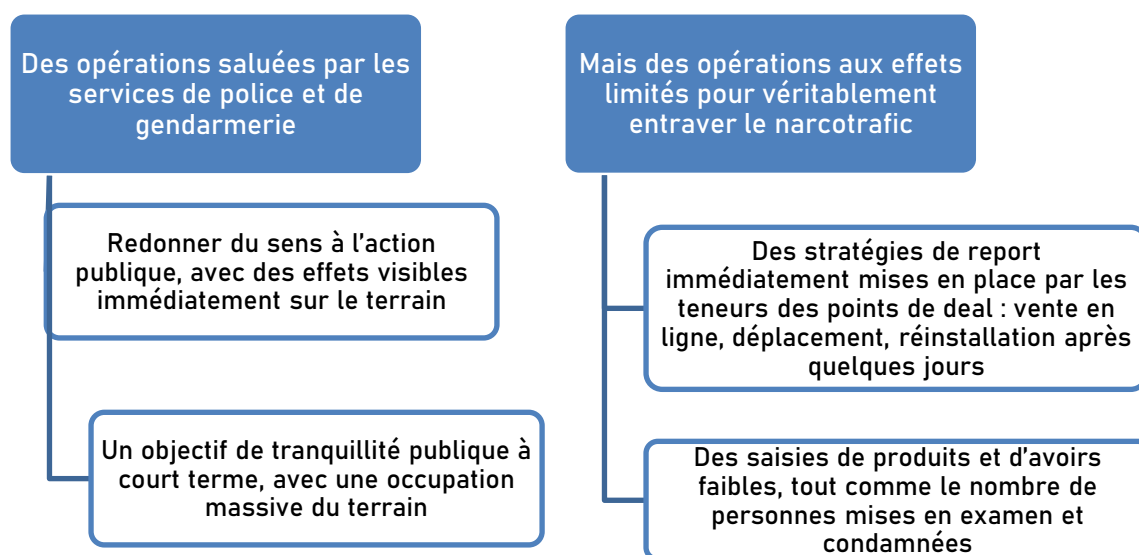 Des opérations saluées par les
services de police et de
gendarmerie
Redonner du sens à l'action
publique, avec des effets visibles
immédiatement sur le terrain
Un objectif de tranquillité publique à
court terme, avec une occupation
massive du terrain
Mais des opérations aux effets
limités pour véritablement
entraver le narcotrafic
Des stratégies de report
immédiatement mises en place par les
teneurs des points de deal : vente en
ligne, déplacement, réinstallation après
quelques jours
Des saisies de produits et d'avoirs
faibles, tout comme le nombre de
personnes mises en examen et
condamnées